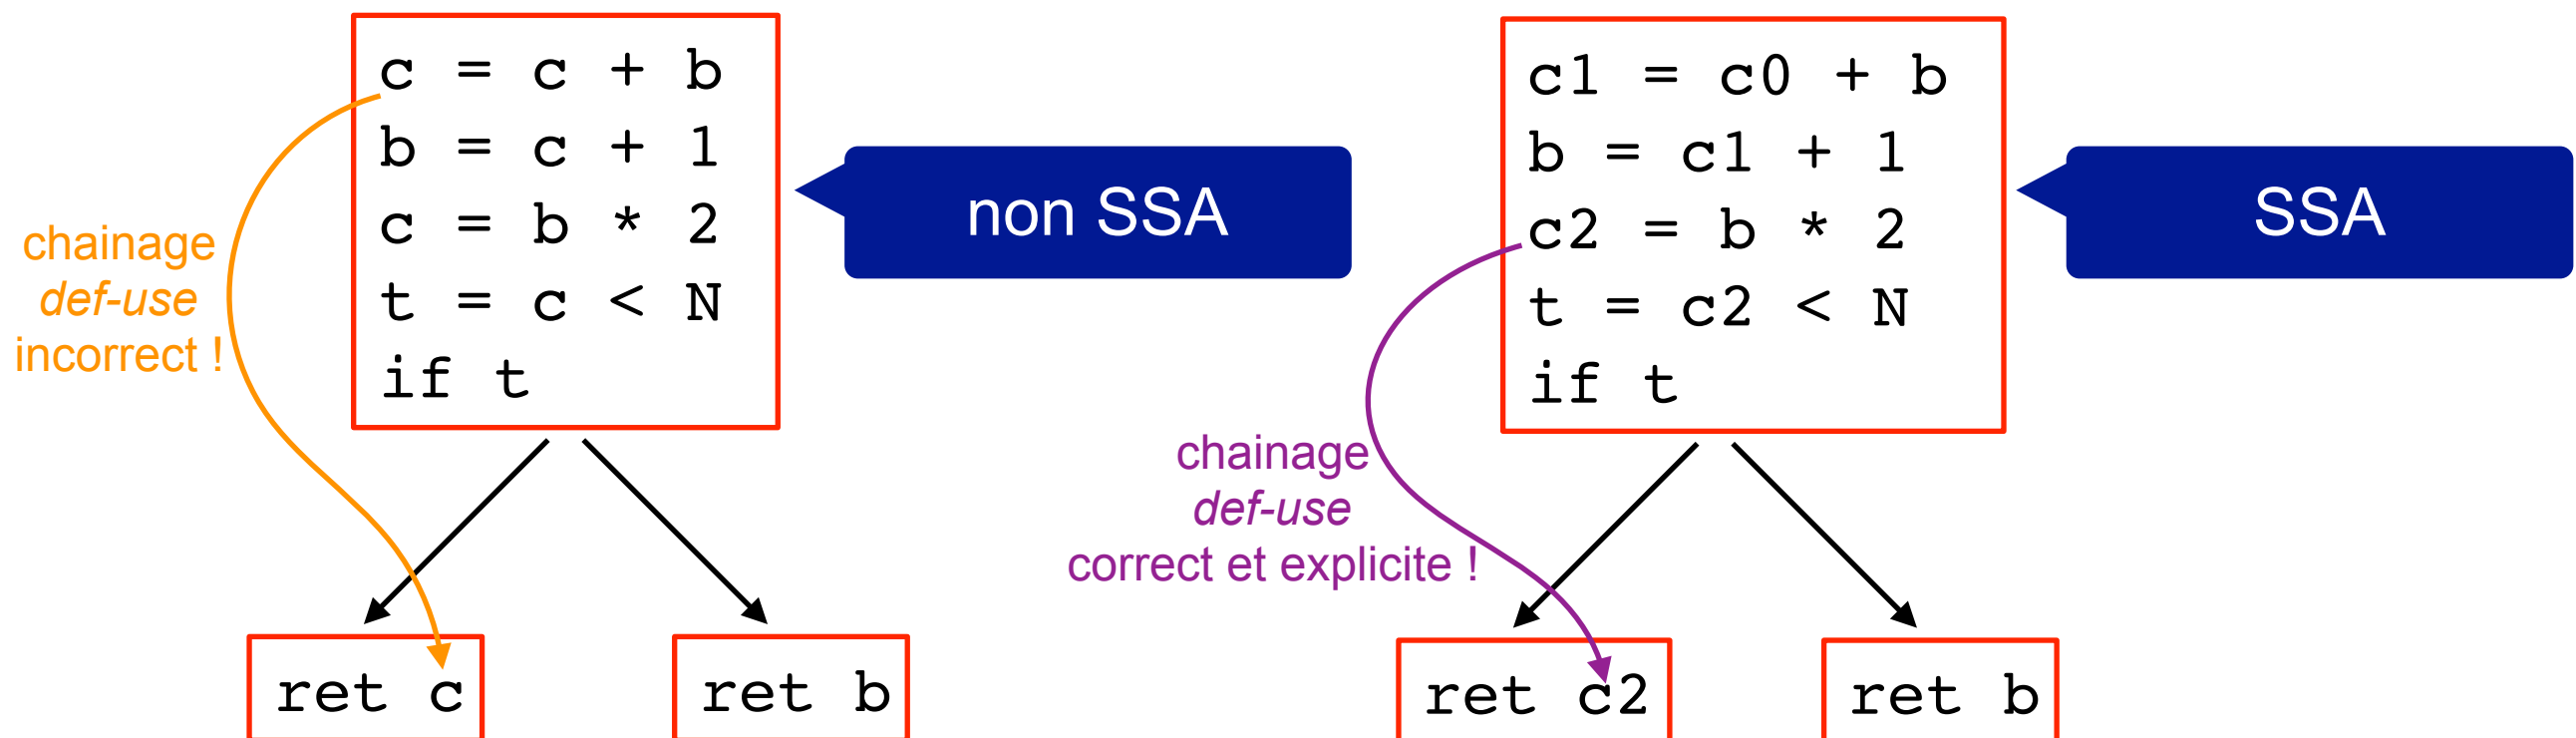 c = c + b
b = c + 1
c = b * 2
t = c < N
if t
non SSA
chainage
def-use
incorrect !
ret c
ret b
c1 = c0 + b
b = c1 + 1
c2 = b * 2
t = c2 < N
if t
SSA
chainage
def-use
correct et explicite !
ret c2
ret b